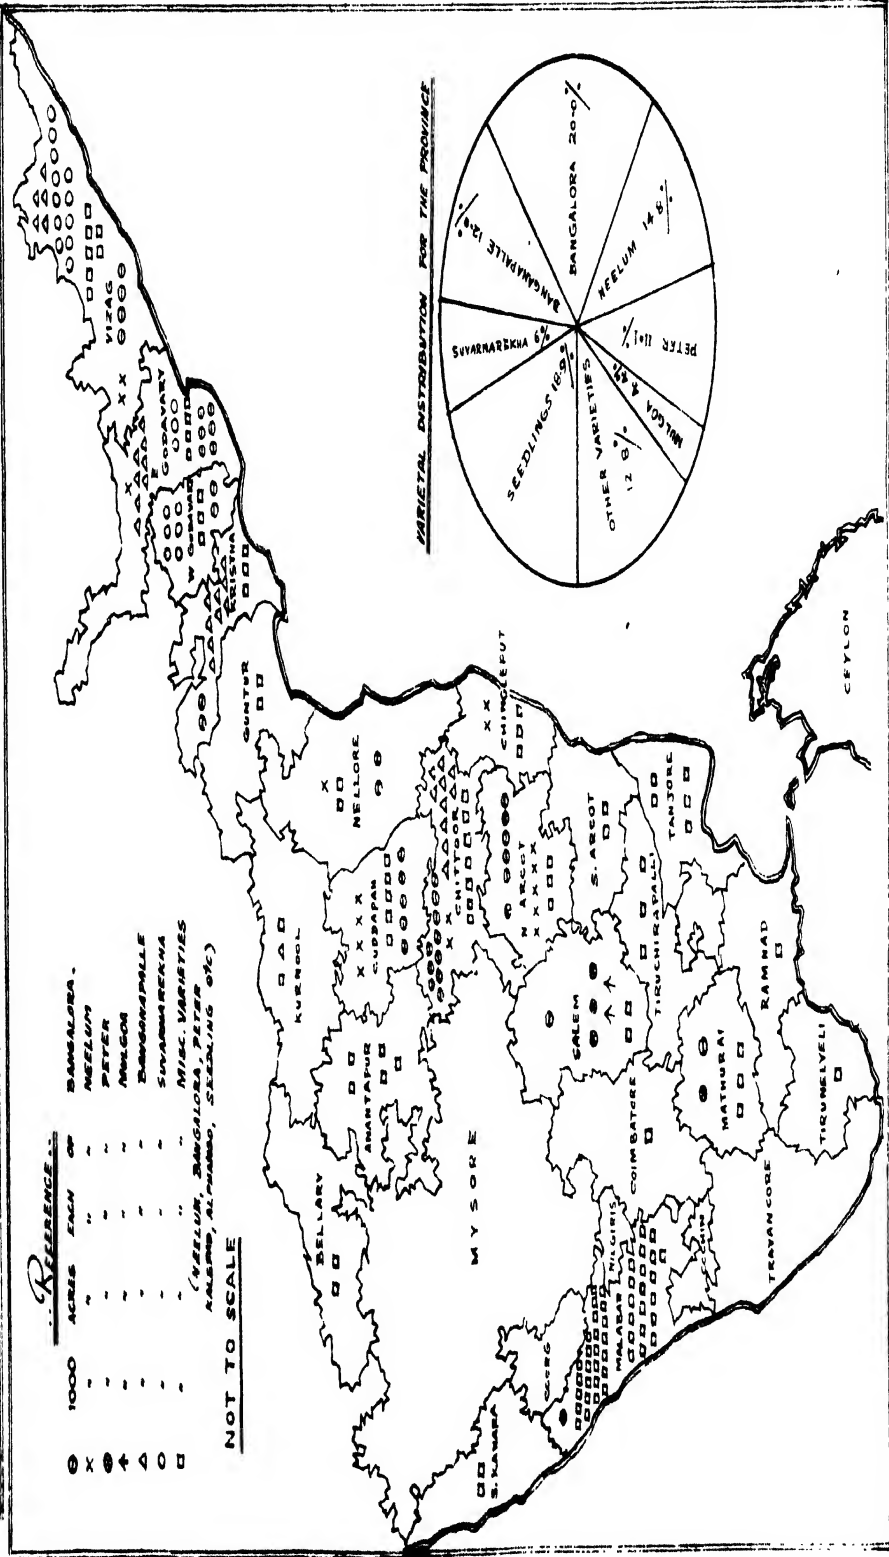 REFERENCE.
1000 ACRES EACH OF BANGALORA.
" " " NEELUM
" " " PETER
" " " MULGOA
" " " BANGANAPALLE
" " " SUVARNAREKHA
" " " MISC. VARIETIES
(NEELUM, BANGALORA, PETER
SEEDLING etc)
NOT TO SCALE
VARIETAL DISTRIBUTION FOR THE PROVINCE
BANGANAPALLE 12.0%
BANGALORA 20.0%
SUVARNAREKHA 6%
NEELUM 14.8%
SEEDLINGS 18.9%
PETER 11.1%
MULGOA 4.4%
OTHER VARIETIES
12.8%
VIZAG
E GODAVARY
W GODAVARI
KRISTNA
GUNTUR
NELLORE
KURNOOL
CUDDAPAH
BELLARY
ANANTAPUR
CHITTOOR
CHINGLEPUT
MYSORE
N ARCOT
S. ARCOT
SALEM
TANJORE
TIRUCHIRAPALLI
COORG
S. KANARA
NILGIRIS
MALABAR
COIMBATORE
COCHIN
MATHURAI
RAMNAD
TRAVANCORE
TIRUNELVELI
CEYLON